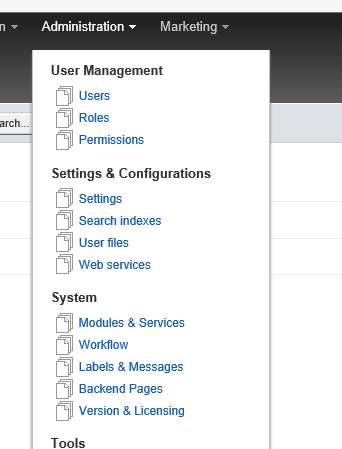 n Administration Marketing
User Management
Users
Roles
Permissions
arch...
Settings & Configurations
Settings
Search indexes
User files
Web services
System
Modules & Services
Workflow
Labels & Messages
Backend Pages
Version & Licensing
Tools